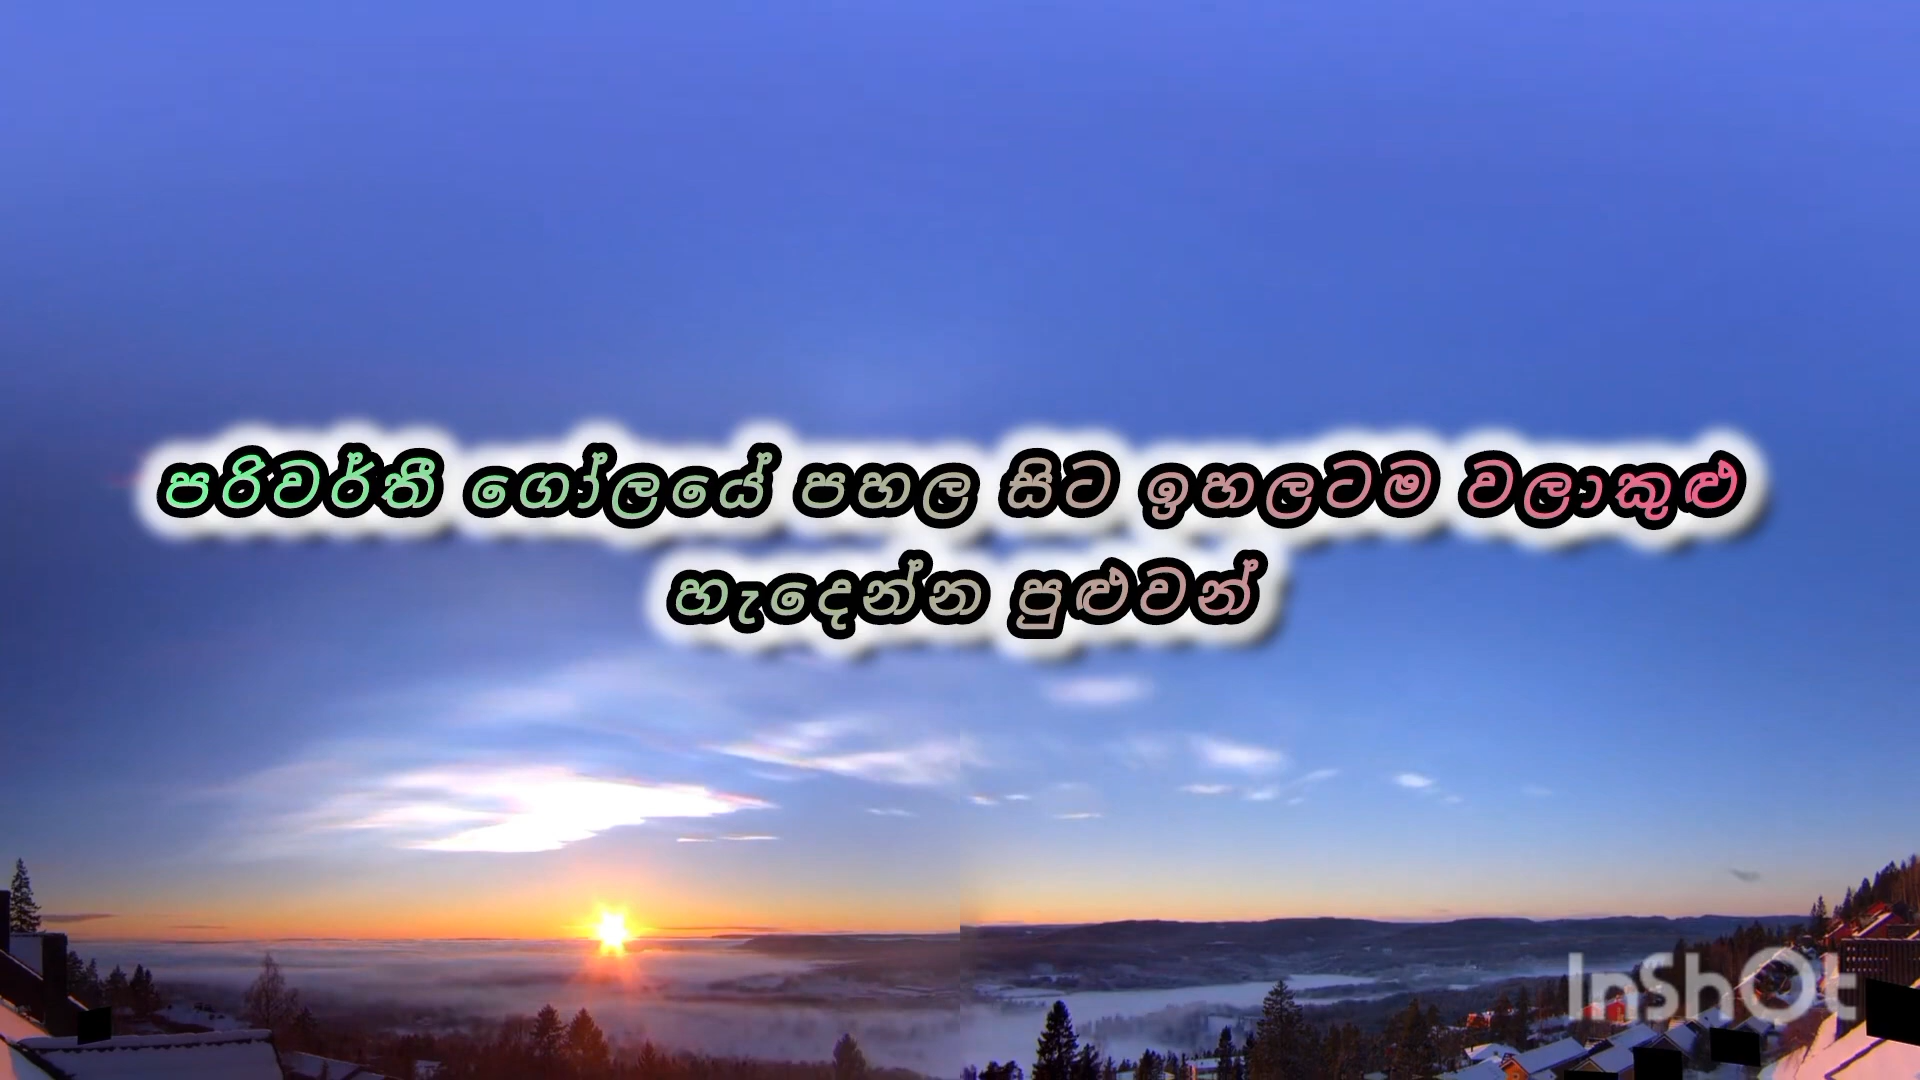 පරිවර්තී ගෝලයේ පහල සිට ඉහලටම වලාකුළු
හැදෙන්න පුළුවන්
InShOt